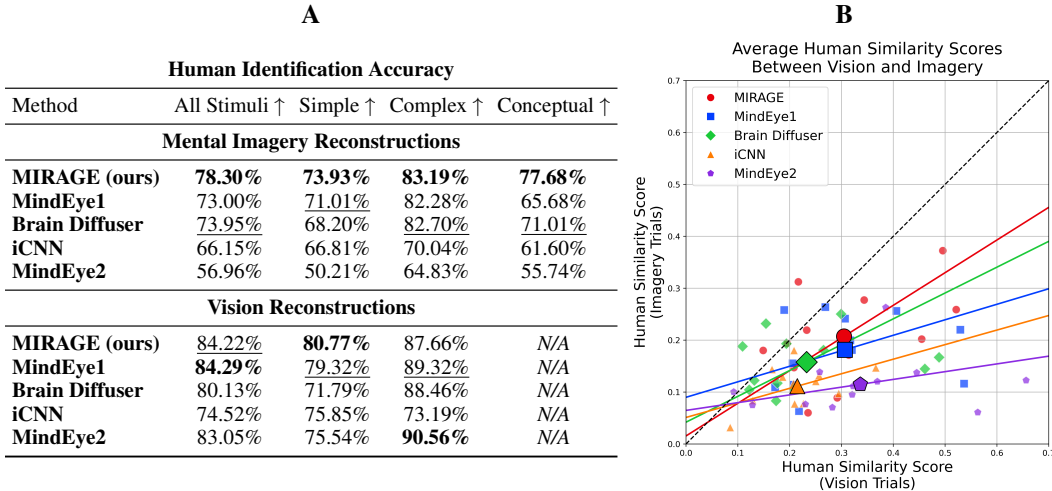 A
Human Identification Accuracy
Method All Stimuli ↑ Simple ↑ Complex ↑ Conceptual ↑
Mental Imagery Reconstructions
MIRAGE (ours) 78.30% 73.93% 83.19% 77.68%
MindEye1 73.00% 71.01% 82.28% 65.68%
Brain Diffuser 73.95% 68.20% 82.70% 71.01%
iCNN 66.15% 66.81% 70.04% 61.60%
MindEye2 56.96% 50.21% 64.83% 55.74%
Vision Reconstructions
MIRAGE (ours) 84.22% 80.77% 87.66% N/A
MindEye1 84.29% 79.32% 89.32% N/A
Brain Diffuser 80.13% 71.79% 88.46% N/A
iCNN 74.52% 75.85% 73.19% N/A
MindEye2 83.05% 75.54% 90.56% N/A
B
Average Human Similarity Scores
Between Vision and Imagery
MIRAGE
MindEye1
Brain Diffuser
iCNN
MindEye2
Human Similarity Score
(Imagery Trials)
0.7
0.6
0.5
0.4
0.3
0.2
0.1
0.0
0.0 0.1 0.2 0.3 0.4 0.5 0.6 0.7
Human Similarity Score
(Vision Trials)